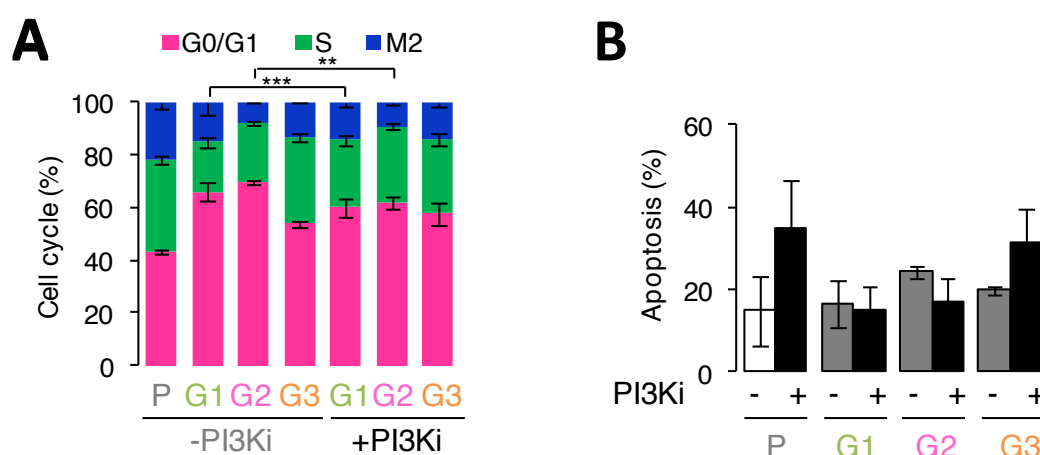 A
G0/G1 S M2
**
***
Cell cycle (%)
100
80
60
40
20
0
P G1 G2 G3 G1 G2 G3
-PI3Ki +PI3Ki
B
Apoptosis (%)
60
40
20
0
PI3Ki - + - + - + - +
P G1 G2 G3